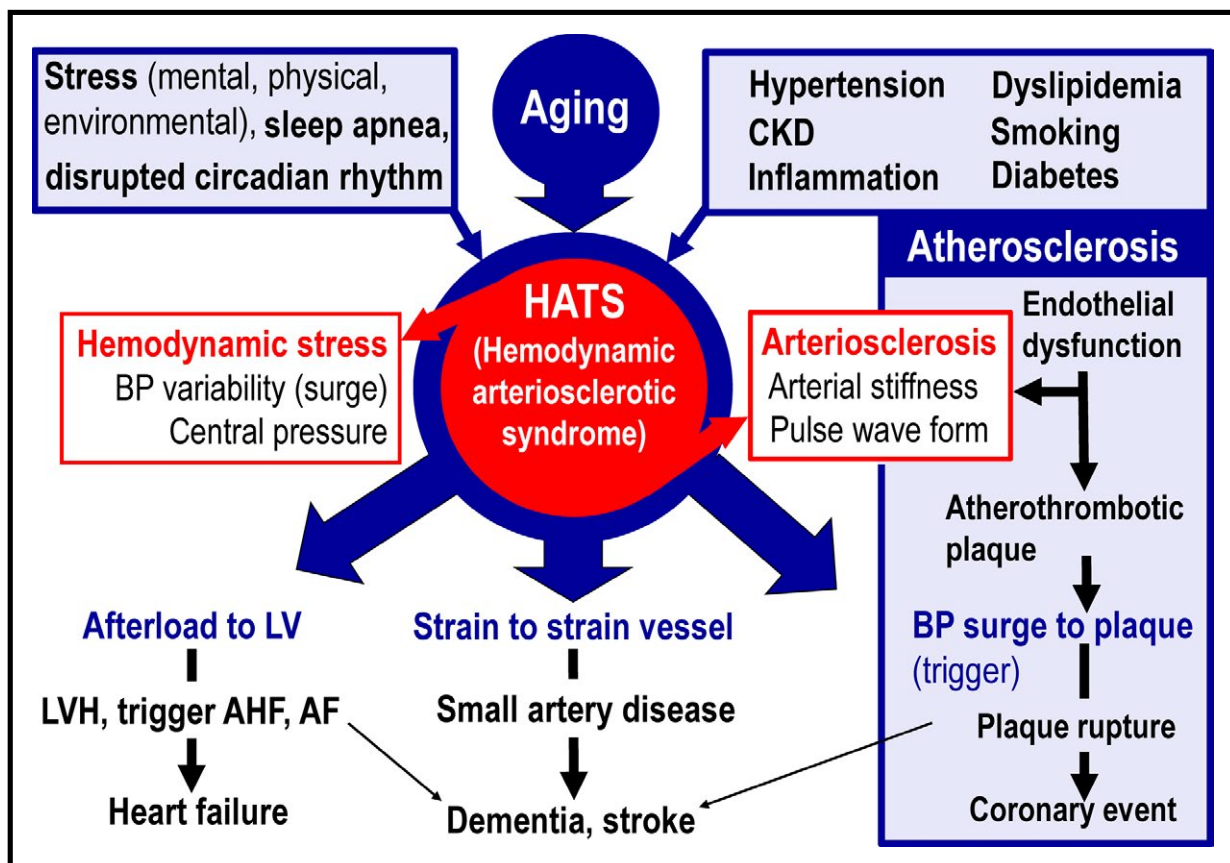 Stress (mental, physical,
environmental), sleep apnea,
disrupted circadian rhythm
Aging
Hypertension
CKD
Inflammation
Dyslipidemia
Smoking
Diabetes
HATS
(Hemodynamic
arteriosclerotic
syndrome)
Hemodynamic stress
BP variability (surge)
Central pressure
Arteriosclerosis
Arterial stiffness
Pulse wave form
Atherosclerosis
Endothelial
dysfunction
Atherothrombotic
plaque
BP surge to plaque
(trigger)
Plaque rupture
Coronary event
Afterload to LV
LVH, trigger AHF, AF
Heart failure
Strain to strain vessel
Small artery disease
Dementia, stroke